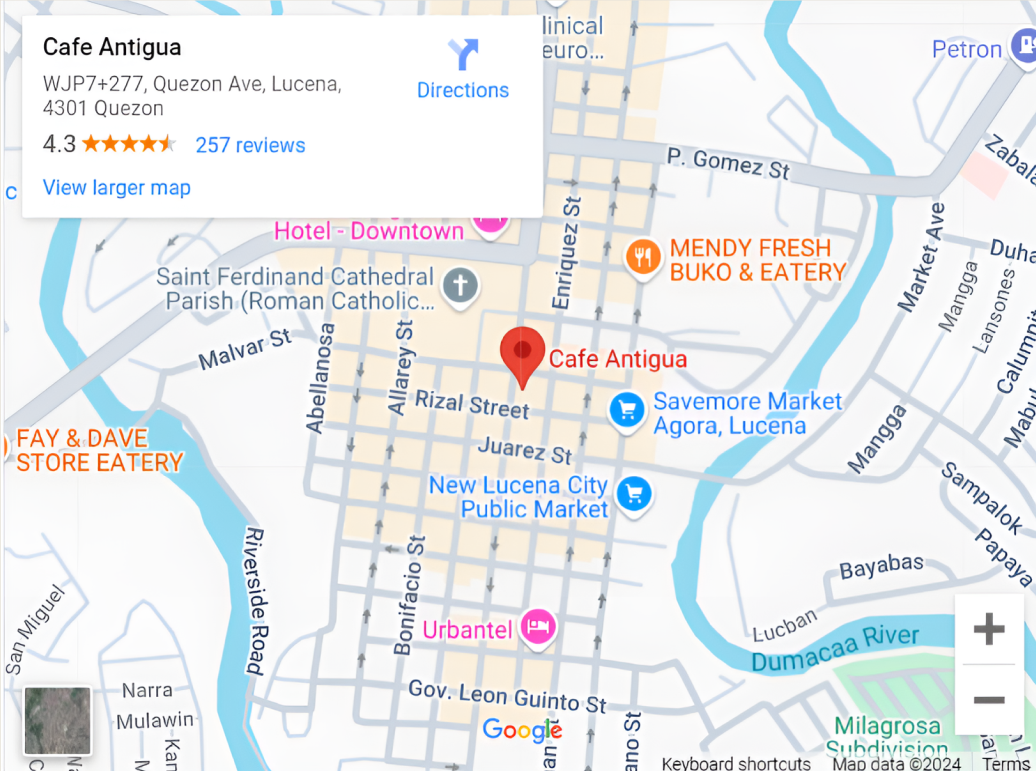 Cafe Antigua
WJP7+277, Quezon Ave, Lucena,
4301 Quezon
4.3
257 reviews
View larger map
Directions
linical
euro...
Petron
P. Gomez St
C
Hotel - Downtown
Enriquez St
MENDY FRESH
BUKO & EATERY
Market Ave
Mangga
Lansones
Saint Ferdinand Cathedral
Parish (Roman Catholic...
Malvar St
Abellanosa
Allarey St
Cafe Antigua
Rizal Street
Savemore Market
Agora, Lucena
FAY & DAVE
STORE EATERY
Juarez St
Mangga
New Lucena City
Public Market
Sampalok
Papaya
Riverside Road
Bonifacio St
Bayabas
San Miguel
Urbantel
Lucban
Dumacaa River
Narra
Mulawin
Gov. Leon Guinto St
Google
Milagrosa
Subdivision
Keyboard shortcuts
Map data ©2024
Terms